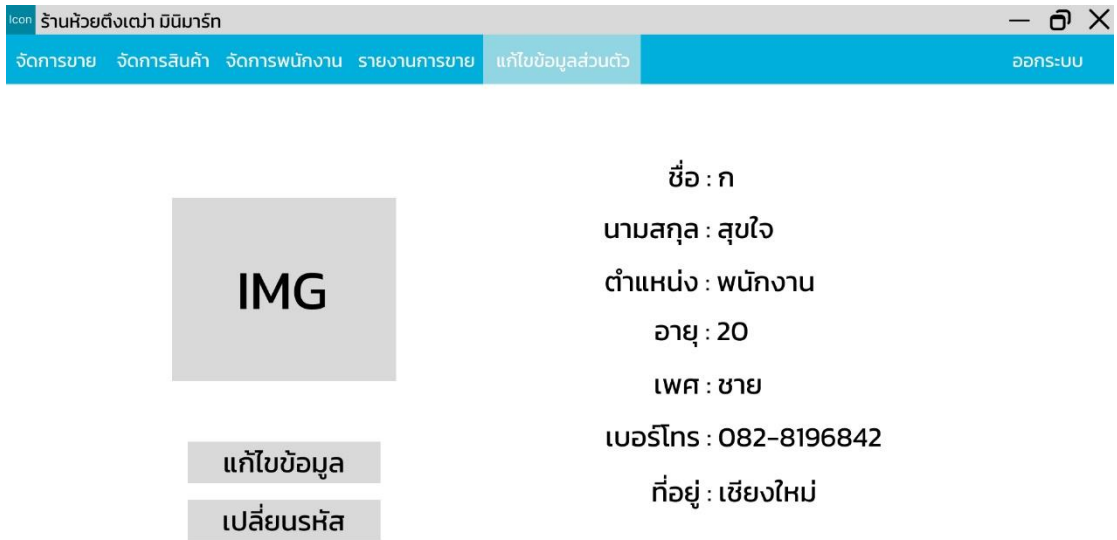 Icon ร้านห้วยตึงเฒ่า มินิมาร์ท
จัดการขาย จัดการสินค้า จัดการพนักงาน รายงานการขาย แก้ไขข้อมูลส่วนตัว ออกระบบ
IMG
แก้ไขข้อมูล
เปลี่ยนรหัส
ชื่อ : ก
นามสกุล : สุขใจ
ตำแหน่ง : พนักงาน
อายุ : 20
เพศ : ชาย
เบอร์โทร : 082-8196842
ที่อยู่ : เชียงใหม่